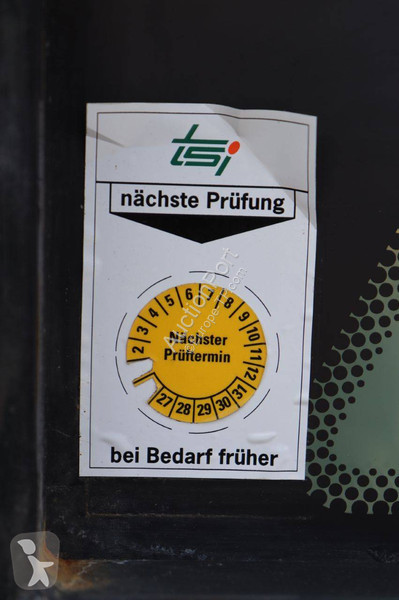 tsi
nächste Prüfung
2 3 4 5 6 7 8 9 10 11 12
Nächster
Prüftermin
27 28 29 30 31
bei Bedarf früher
AuctionPort